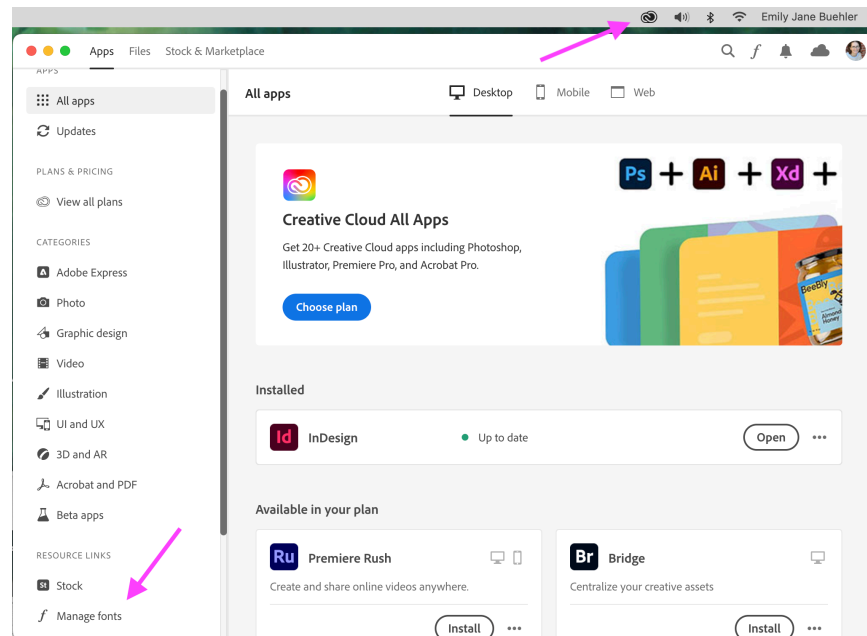 Emily Jane Buehler
Apps Files Stock & Marketplace
APPS
All apps
Updates
PLANS & PRICING
View all plans
CATEGORIES
Adobe Express
Photo
Graphic design
Video
Illustration
UI and UX
3D and AR
Acrobat and PDF
Beta apps
RESOURCE LINKS
St Stock
f Manage fonts
All apps
Desktop Mobile Web
Ps + Ai + Xd +
Creative Cloud All Apps
Get 20+ Creative Cloud apps including Photoshop,
Illustrator, Premiere Pro, and Acrobat Pro.
Choose plan
BeeBly
Almond
Honey
Installed
Id InDesign Up to date Open
Available in your plan
Ru Premiere Rush
Create and share online videos anywhere.
Install
Br Bridge
Centralize your creative assets
Install